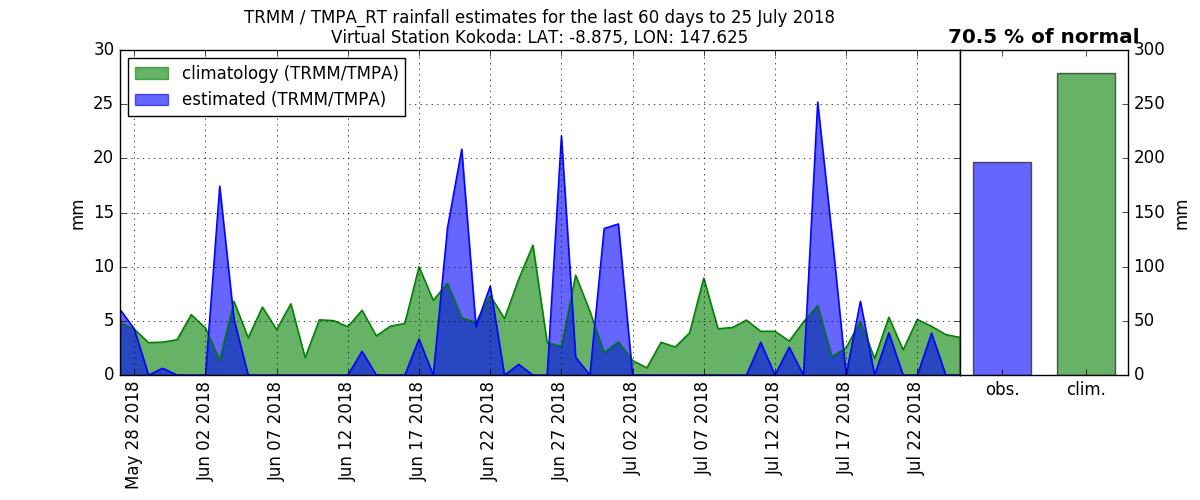 TRMM / TMPA_RT rainfall estimates for the last 60 days to 25 July 2018
Virtual Station Kokoda: LAT: -8.875, LON: 147.625
70.5 % of normal
climatology (TRMM/TMPA)
estimated (TRMM/TMPA)
30
25
20
15
10
5
0
mm
May 28 2018
Jun 02 2018
Jun 07 2018
Jun 12 2018
Jun 17 2018
Jun 22 2018
Jun 27 2018
Jul 02 2018
Jul 07 2018
Jul 12 2018
Jul 17 2018
Jul 22 2018
300
250
200
150
100
50
0
mm
obs.
clim.